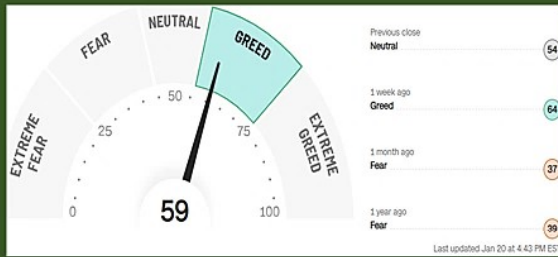 EXTREME FEAR
FEAR
NEUTRAL
GREED
EXTREME GREED
0
25
50
75
100
59
Previous close
Neutral
54
1 week ago
Greed
64
1 month ago
Fear
37
1 year ago
Fear
39
Last updated Jan 20 at 4:43 PM EST